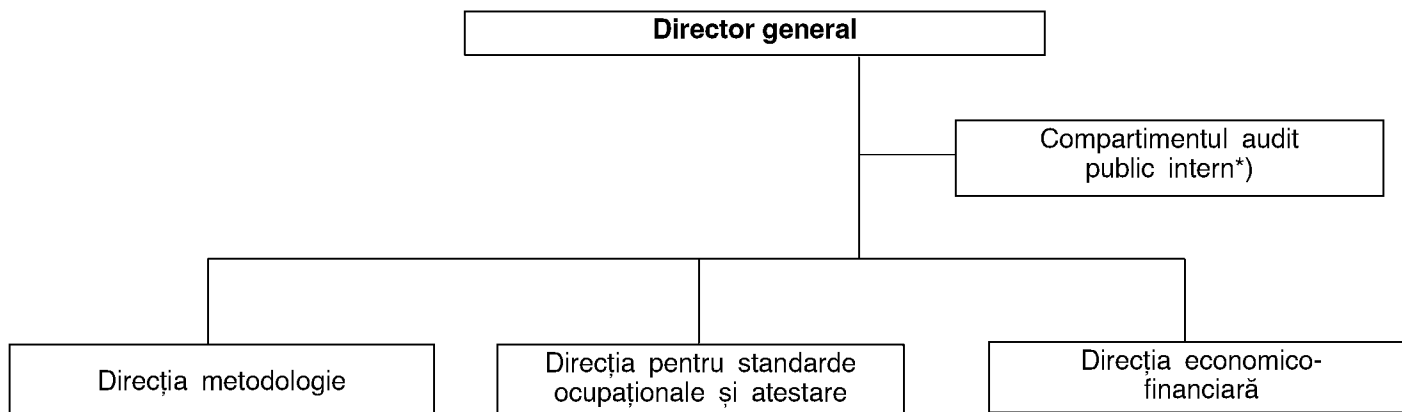 Director general
Compartimentul audit
public intern*)
Direcția metodologie
Direcția pentru standarde
ocupaționale și atestare
Direcția economico-
financiară